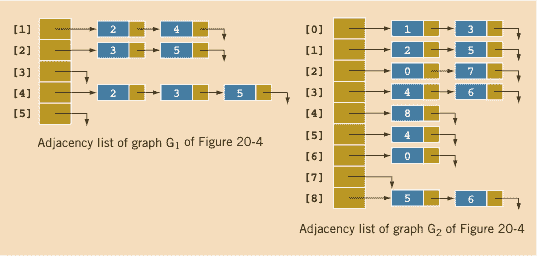 [1] 2 4
[2] 3 5
[3]
[4] 2 3 5
[5]
Adjacency list of graph G1 of Figure 20-4
[0] 1 3
[1] 2 5
[2] 0 7
[3] 4 6
[4] 8
[5] 4
[6] 0
[7]
[8] 5 6
Adjacency list of graph G2 of Figure 20-4